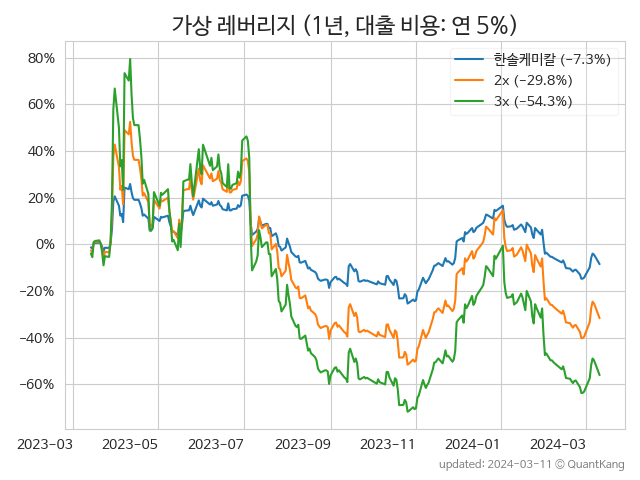 가상 레버리지 (1년, 대출 비용: 연 5%)
한솔케미칼 (−7.3%)
2x (−29.8%)
3x (−54.3%)
80%
60%
40%
20%
0%
−20%
−40%
−60%
2023-03 2023-05 2023-07 2023-09 2023-11 2024-01 2024-03
updated: 2024-03-11 © QuantKang